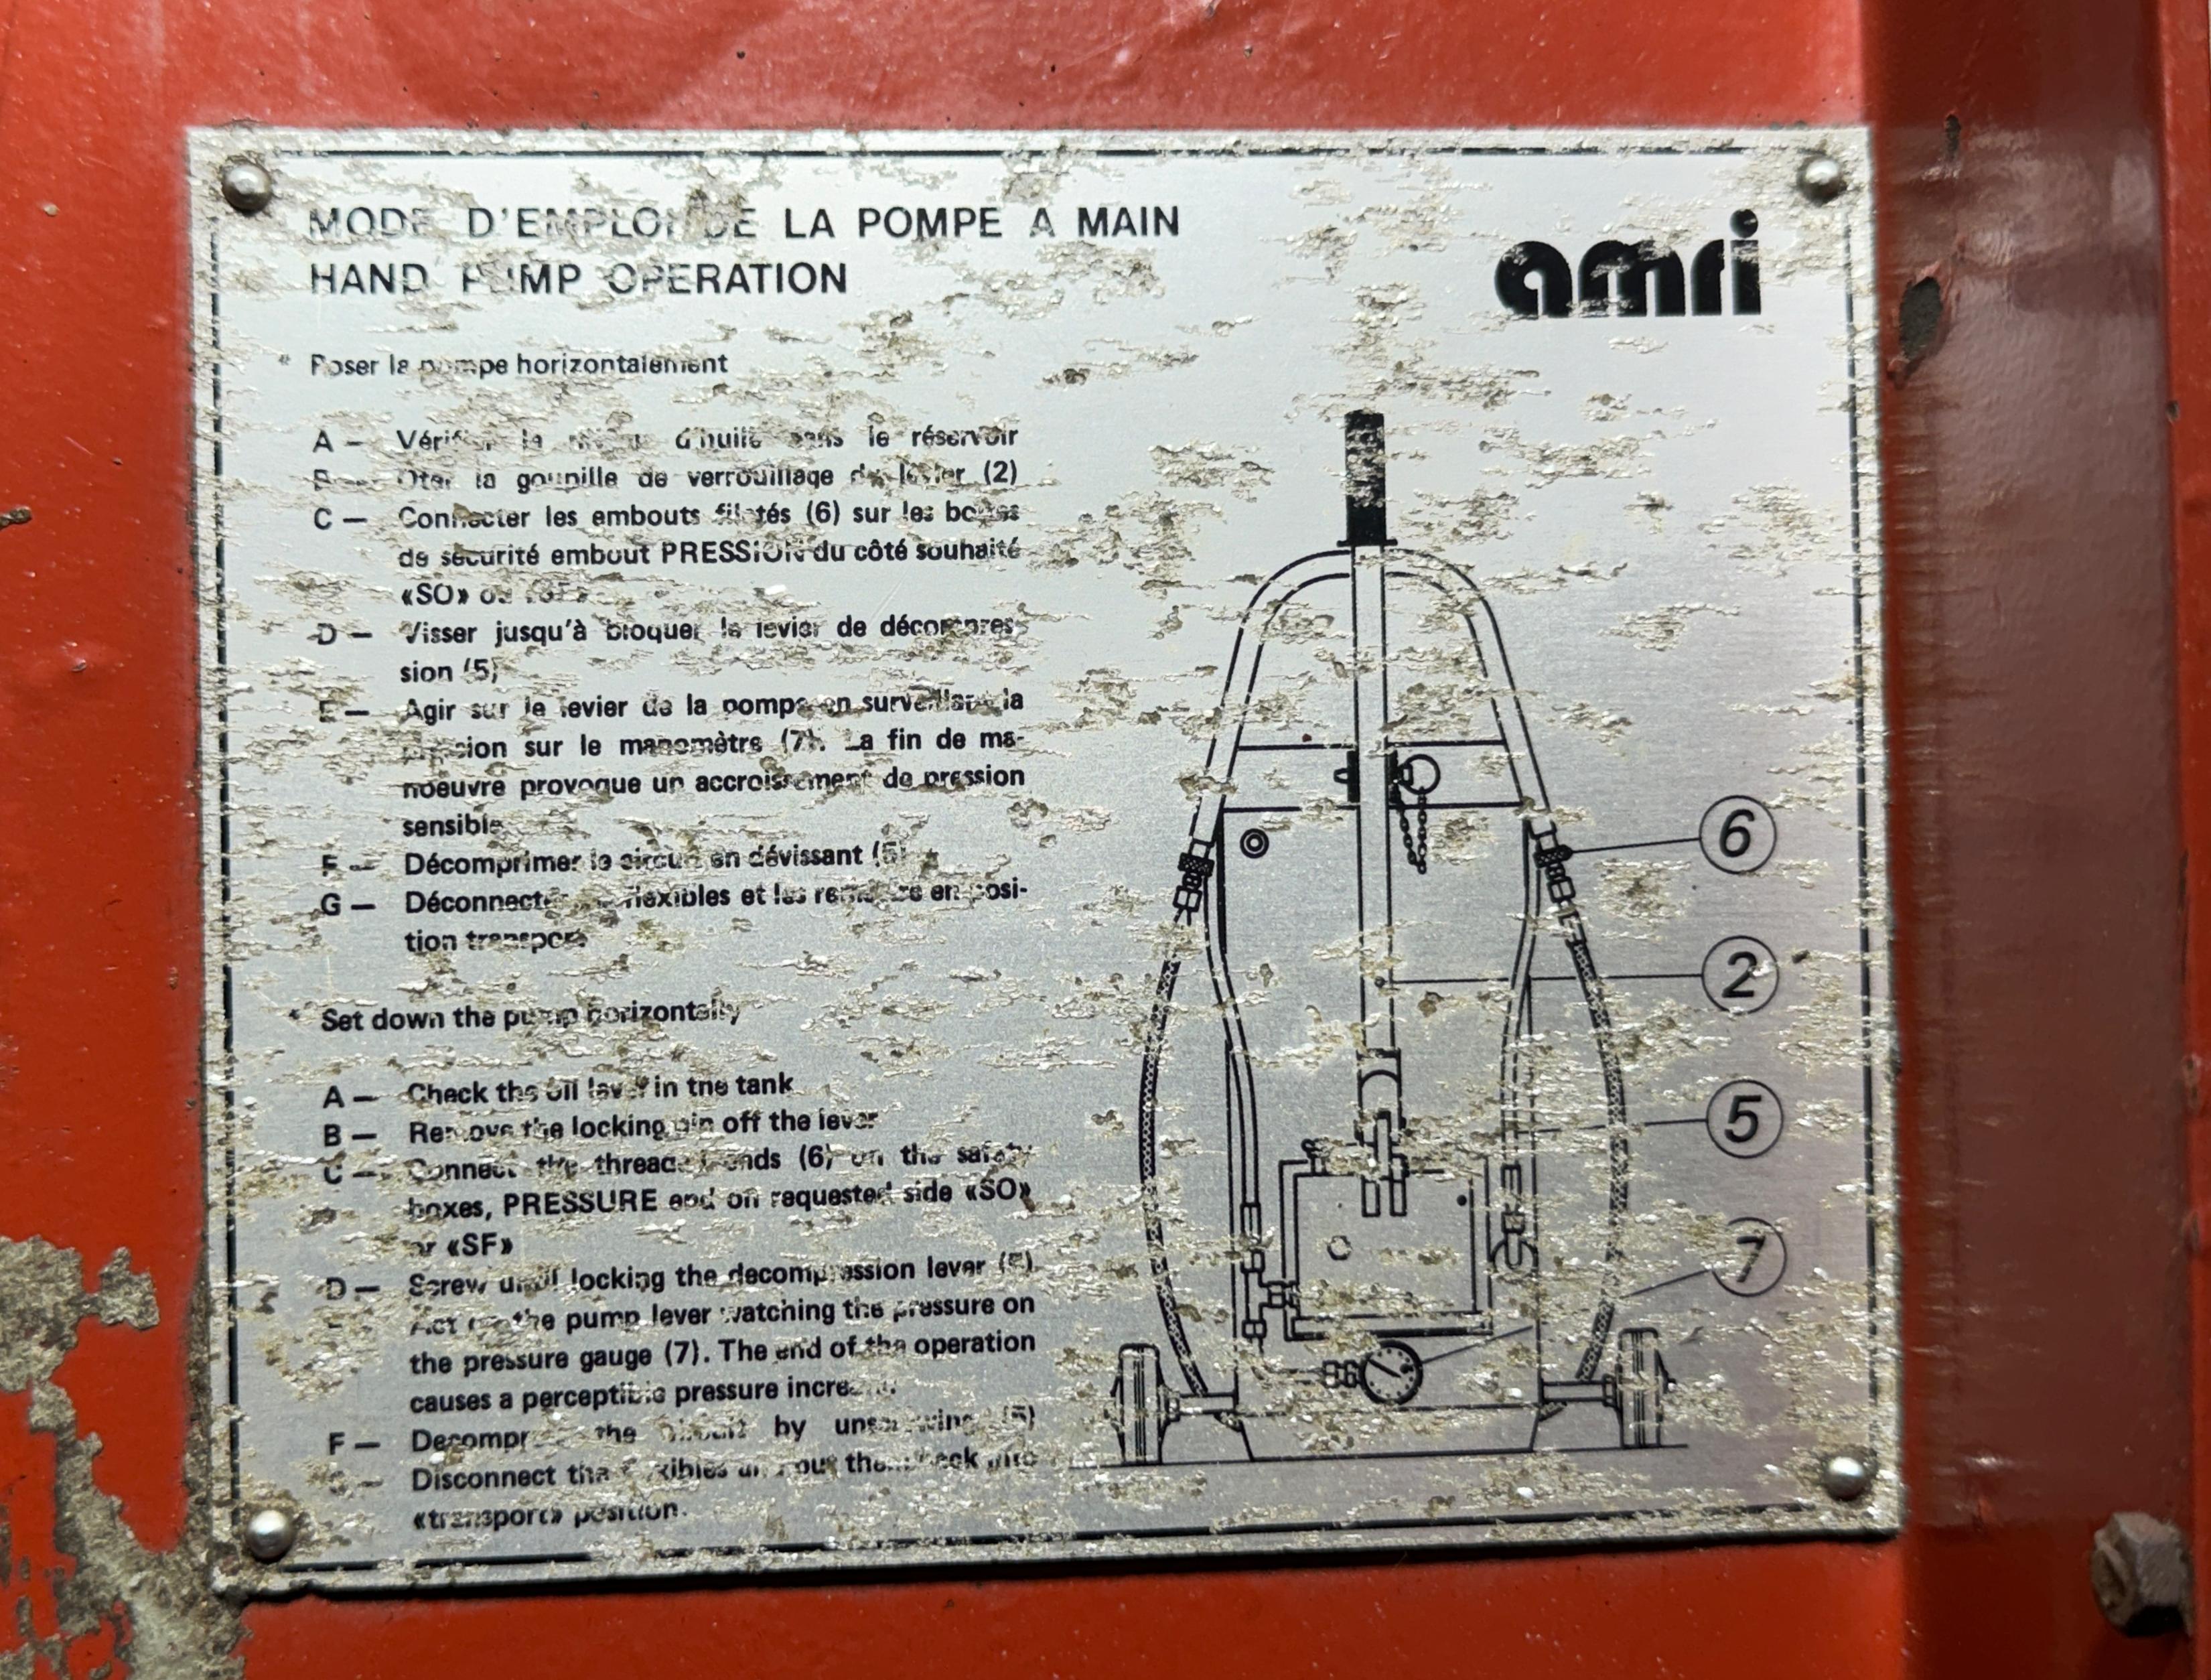 MODE D'EMPLOI DE LA POMPE A MAIN
HAND PUMP OPERATION
amri
* Poser la pompe horizontalement
A — Vérifier le d'huile dans le réservoir
B — Oter la goupille de verrouillage du levier (2)
C — Connecter les embouts filetés (6) sur les boites
de sécurité embout PRESSION du côté souhaité
«SO» ou «SF»
D — Visser jusqu'à bloquer le levier de décompres-
sion (5)
E — Agir sur le levier de la pompe en surveillant la
pression sur le manomètre (7). La fin de ma-
noeuvre provoque un accroissement de pression
sensible
F — Décomprimer le circuit en dévissant (5)
G — Déconnecter flexibles et les remettre en posi-
tion transport
* Set down the pump horizontally
A — Check the oil level in the tank
B — Remove the locking pin off the lever
C — Connect the threaded ends (6) on the safety
boxes, PRESSURE end on requested side «SO»
or «SF»
D — Screw until locking the decompression lever (5).
Act on the pump lever watching the pressure on
the pressure gauge (7). The end of the operation
causes a perceptible pressure increase.
F — Decompress the circuit by unscrewing (5)
G — Disconnect the flexibles and put them back into
«transport» position.
6
2
5
7